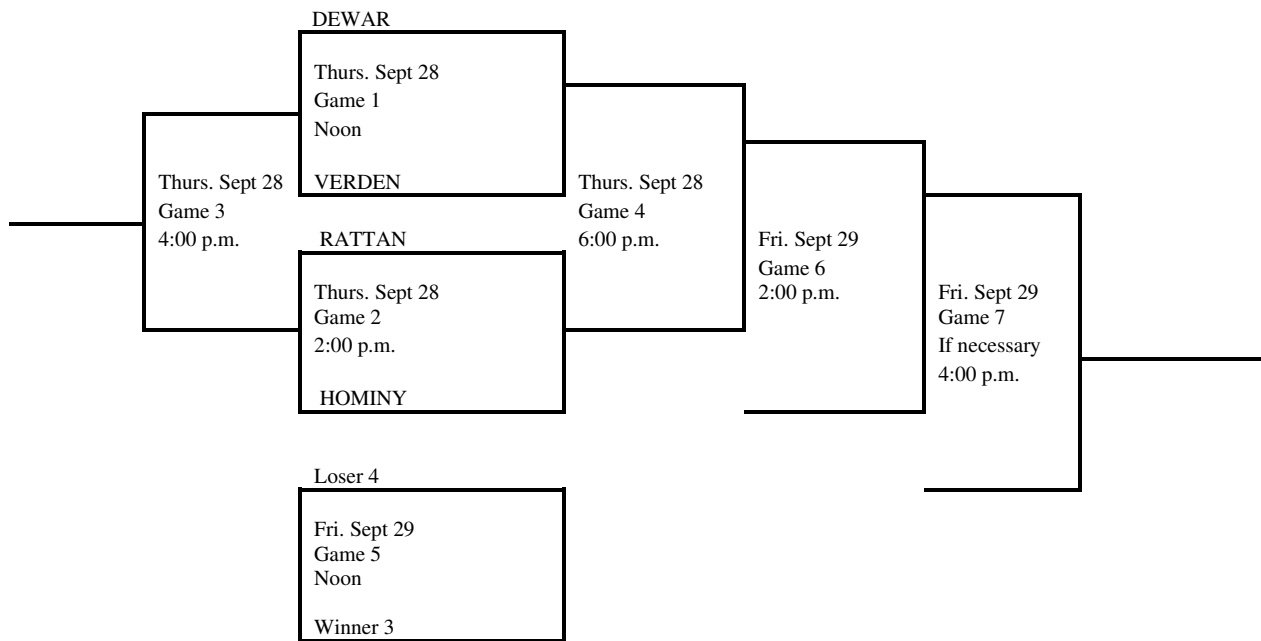 DEWAR
Thurs. Sept 28
Game 1
Noon
VERDEN
Thurs. Sept 28
Game 3
4:00 p.m.
RATTAN
Thurs. Sept 28
Game 2
2:00 p.m.
HOMINY
Thurs. Sept 28
Game 4
6:00 p.m.
Fri. Sept 29
Game 6
2:00 p.m.
Fri. Sept 29
Game 7
If necessary
4:00 p.m.
Loser 4
Fri. Sept 29
Game 5
Noon
Winner 3